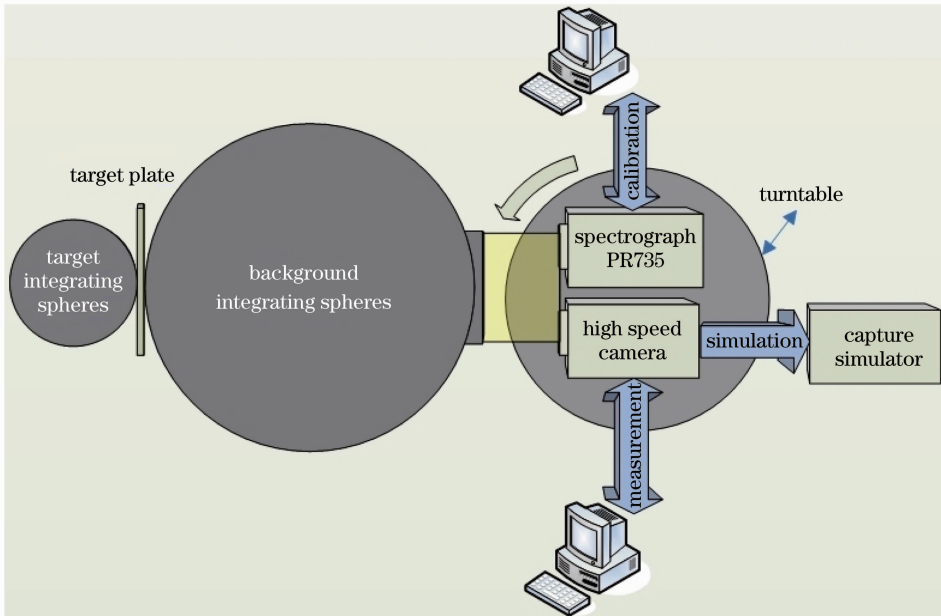 target plate
target
integrating
spheres
background
integrating spheres
calibration
turntable
spectrograph
PR735
high speed
camera
simulation
capture
simulator
measurement